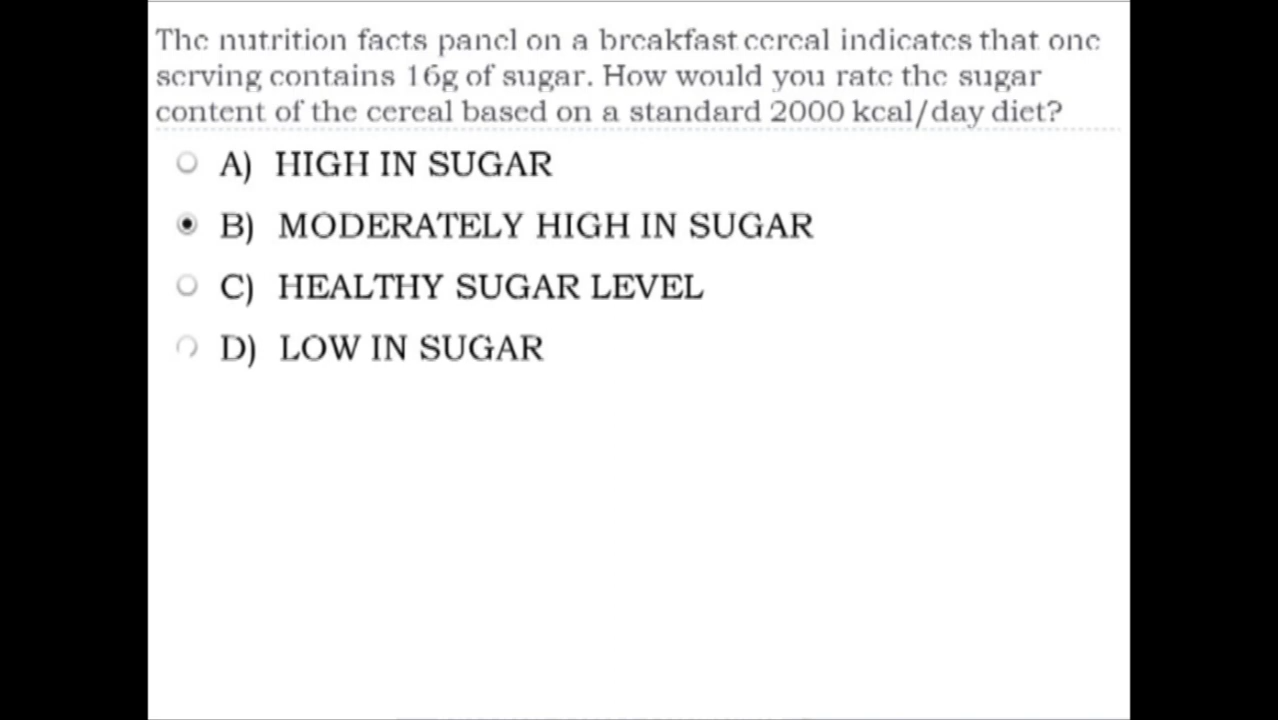 The nutrition facts panel on a breakfast cereal indicates that one
serving contains 16g of sugar. How would you rate the sugar
content of the cereal based on a standard 2000 kcal/day diet?
A) HIGH IN SUGAR
B) MODERATELY HIGH IN SUGAR
C) HEALTHY SUGAR LEVEL
D) LOW IN SUGAR